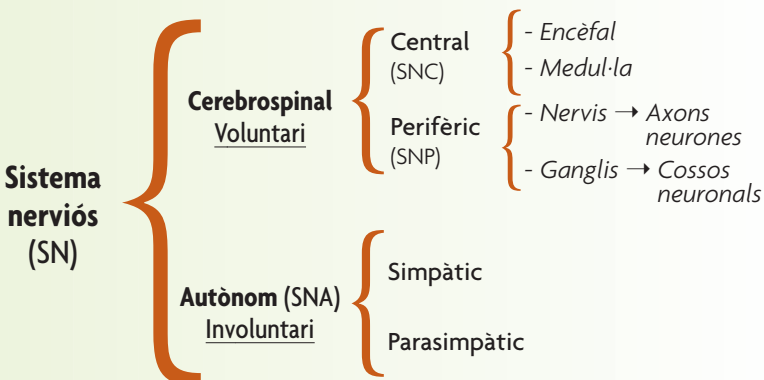 Sistema
nerviós
(SN)
Cerebrospinal
Voluntari
Central
(SNC)
- Encèfal
- Medul·la
Perifèric
(SNP)
- Nervis → Axons
neurones
- Ganglis → Cossos
neuronals
Autònom (SNA)
Involuntari
Simpàtic
Parasimpàtic